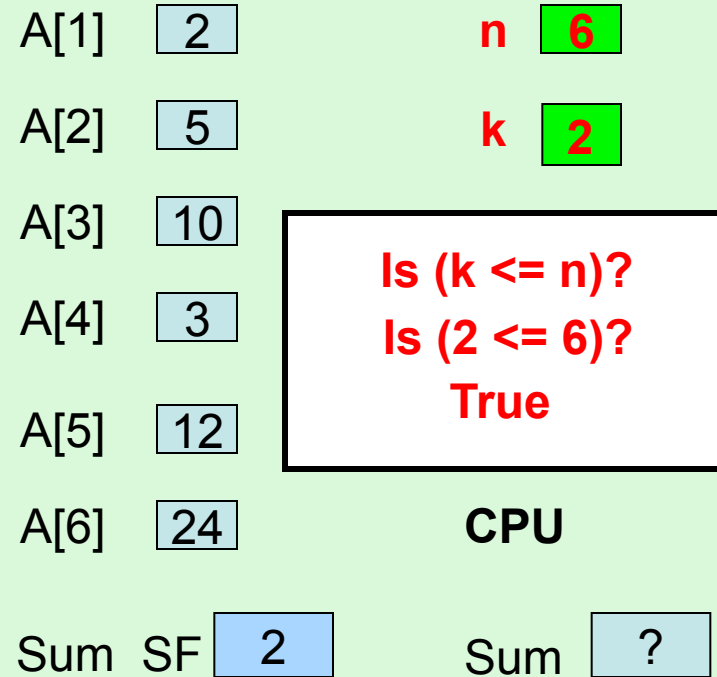 A[1] 2 n 6
A[2] 5 k 2
A[3] 10
Is (k <= n)?
A[4] 3
Is (2 <= 6)?
True
A[5] 12
A[6] 24 CPU
Sum SF 2 Sum ?